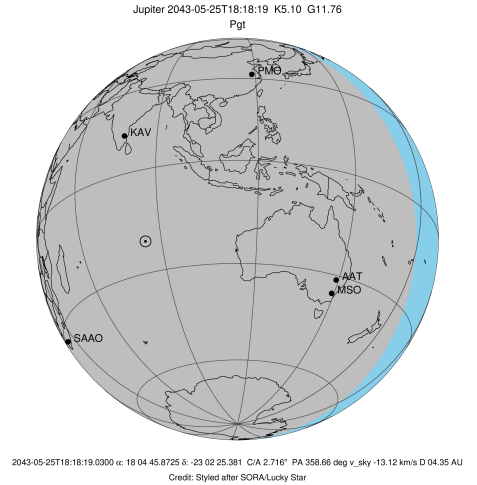 Jupiter 2043-05-25T18:18:19 K5.10 G11.76
Pgt
PMO
KAV
AAT
MSO
SAAO
2043-05-25T18:18:19.0300 α: 18 04 45.8725 δ: -23 02 25.381 C/A 2.716" PA 358.66 deg v_sky -13.12 km/s D 04.35 AU
Credit: Styled after SORA/Lucky Star